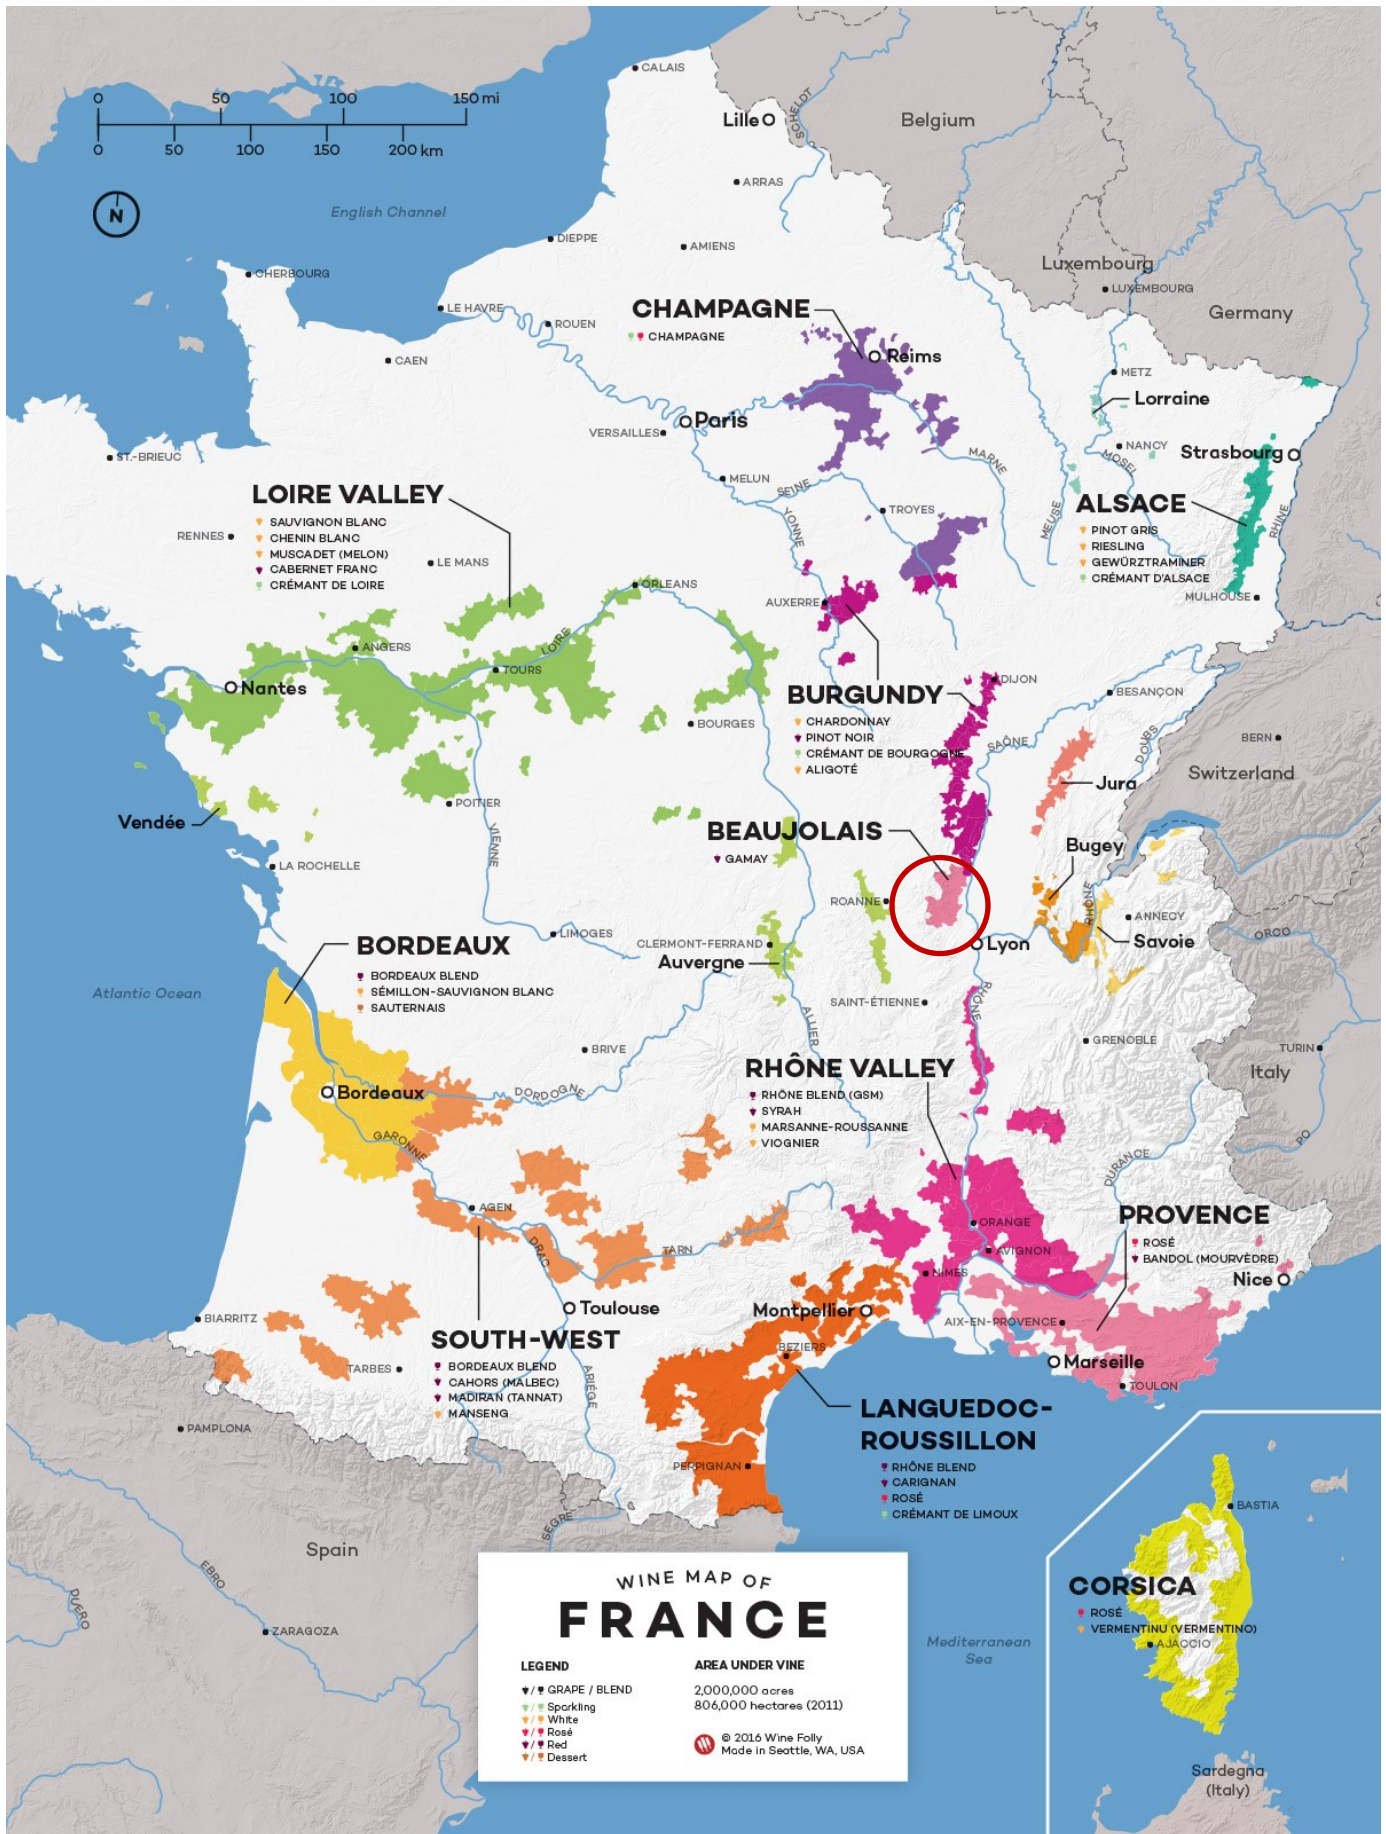 CALAIS
0 50 100 150 mi
0 50 100 150 200 km
Lille
SCHELDT
Belgium
ARRAS
N
English Channel
DIEPPE
AMIENS
CHERBOURG
Luxembourg
LUXEMBOURG
LE HAVRE
CHAMPAGNE
CHAMPAGNE
ROUEN
Germany
CAEN
Reims
METZ
Lorraine
Paris
VERSAILLES
ST.-BRIEUC
NANCY
Strasbourg
MOSEL
MARNE
MELUN
SEINE
LOIRE VALLEY
SAUVIGNON BLANC
CHENIN BLANC
MUSCADET (MELON)
CABERNET FRANC
CRÉMANT DE LOIRE
RENNES
LE MANS
YONNE
TROYES
MEUSE
ALSACE
PINOT GRIS
RIESLING
GEWÜRZTRAMINER
CRÉMANT D'ALSACE
RHINE
MULHOUSE
ORLEANS
AUXERRE
ANGERS
LOIRE
TOURS
Nantes
BURGUNDY
CHARDONNAY
PINOT NOIR
CRÉMANT DE BOURGOGNE
ALIGOTÉ
DIJON
BESANÇON
BOURGES
SAÔNE
DOUBS
BERN
Switzerland
Jura
POITIER
Vendée
VIENNE
BEAUJOLAIS
GAMAY
Bugey
LA ROCHELLE
ROANNE
RHÔNE
ANNECY
ORCO
LIMOGES
CLERMONT-FERRAND
Auvergne
Lyon
Savoie
BORDEAUX
BORDEAUX BLEND
SÉMILLON-SAUVIGNON BLANC
SAUTERNAIS
Atlantic Ocean
SAINT-ÉTIENNE
RHÔNE
ALLIER
GRENOBLE
TURIN
BRIVE
Italy
RHÔNE VALLEY
RHÔNE BLEND (GSM)
SYRAH
MARSANNE-ROUSSANNE
VIOGNIER
Bordeaux
DORDOGNE
GARONNE
PO
DURANCE
AGEN
ORANGE
PROVENCE
ROSÉ
BANDOL (MOURVÈDRE)
DRAO
TARN
AVIGNON
NIMES
Nice
Toulouse
Montpellier
BIARRITZ
AIX-EN-PROVENCE
SOUTH-WEST
BORDEAUX BLEND
CAHORS (MALBEC)
MADIRAN (TANNAT)
MANSENG
BEZIERS
TARBES
ARIÉGE
Marseille
TOULON
LANGUEDOC-
ROUSSILLON
RHÔNE BLEND
CARIGNAN
ROSÉ
CRÉMANT DE LIMOUX
PAMPLONA
PERPIGNAN
SEGRE
Spain
BASTIA
EBRO
DUERO
ZARAGOZA
CORSICA
ROSÉ
VERMENTINU (VERMENTINO)
AJACCIO
Mediterranean
Sea
WINE MAP OF
FRANCE
LEGEND
/ GRAPE / BLEND
/ Sparkling
/ White
/ Rosé
/ Red
/ Dessert
AREA UNDER VINE
2,000,000 acres
806,000 hectares (2011)
© 2016 Wine Folly
Made in Seattle, WA, USA
Sardegna
(Italy)